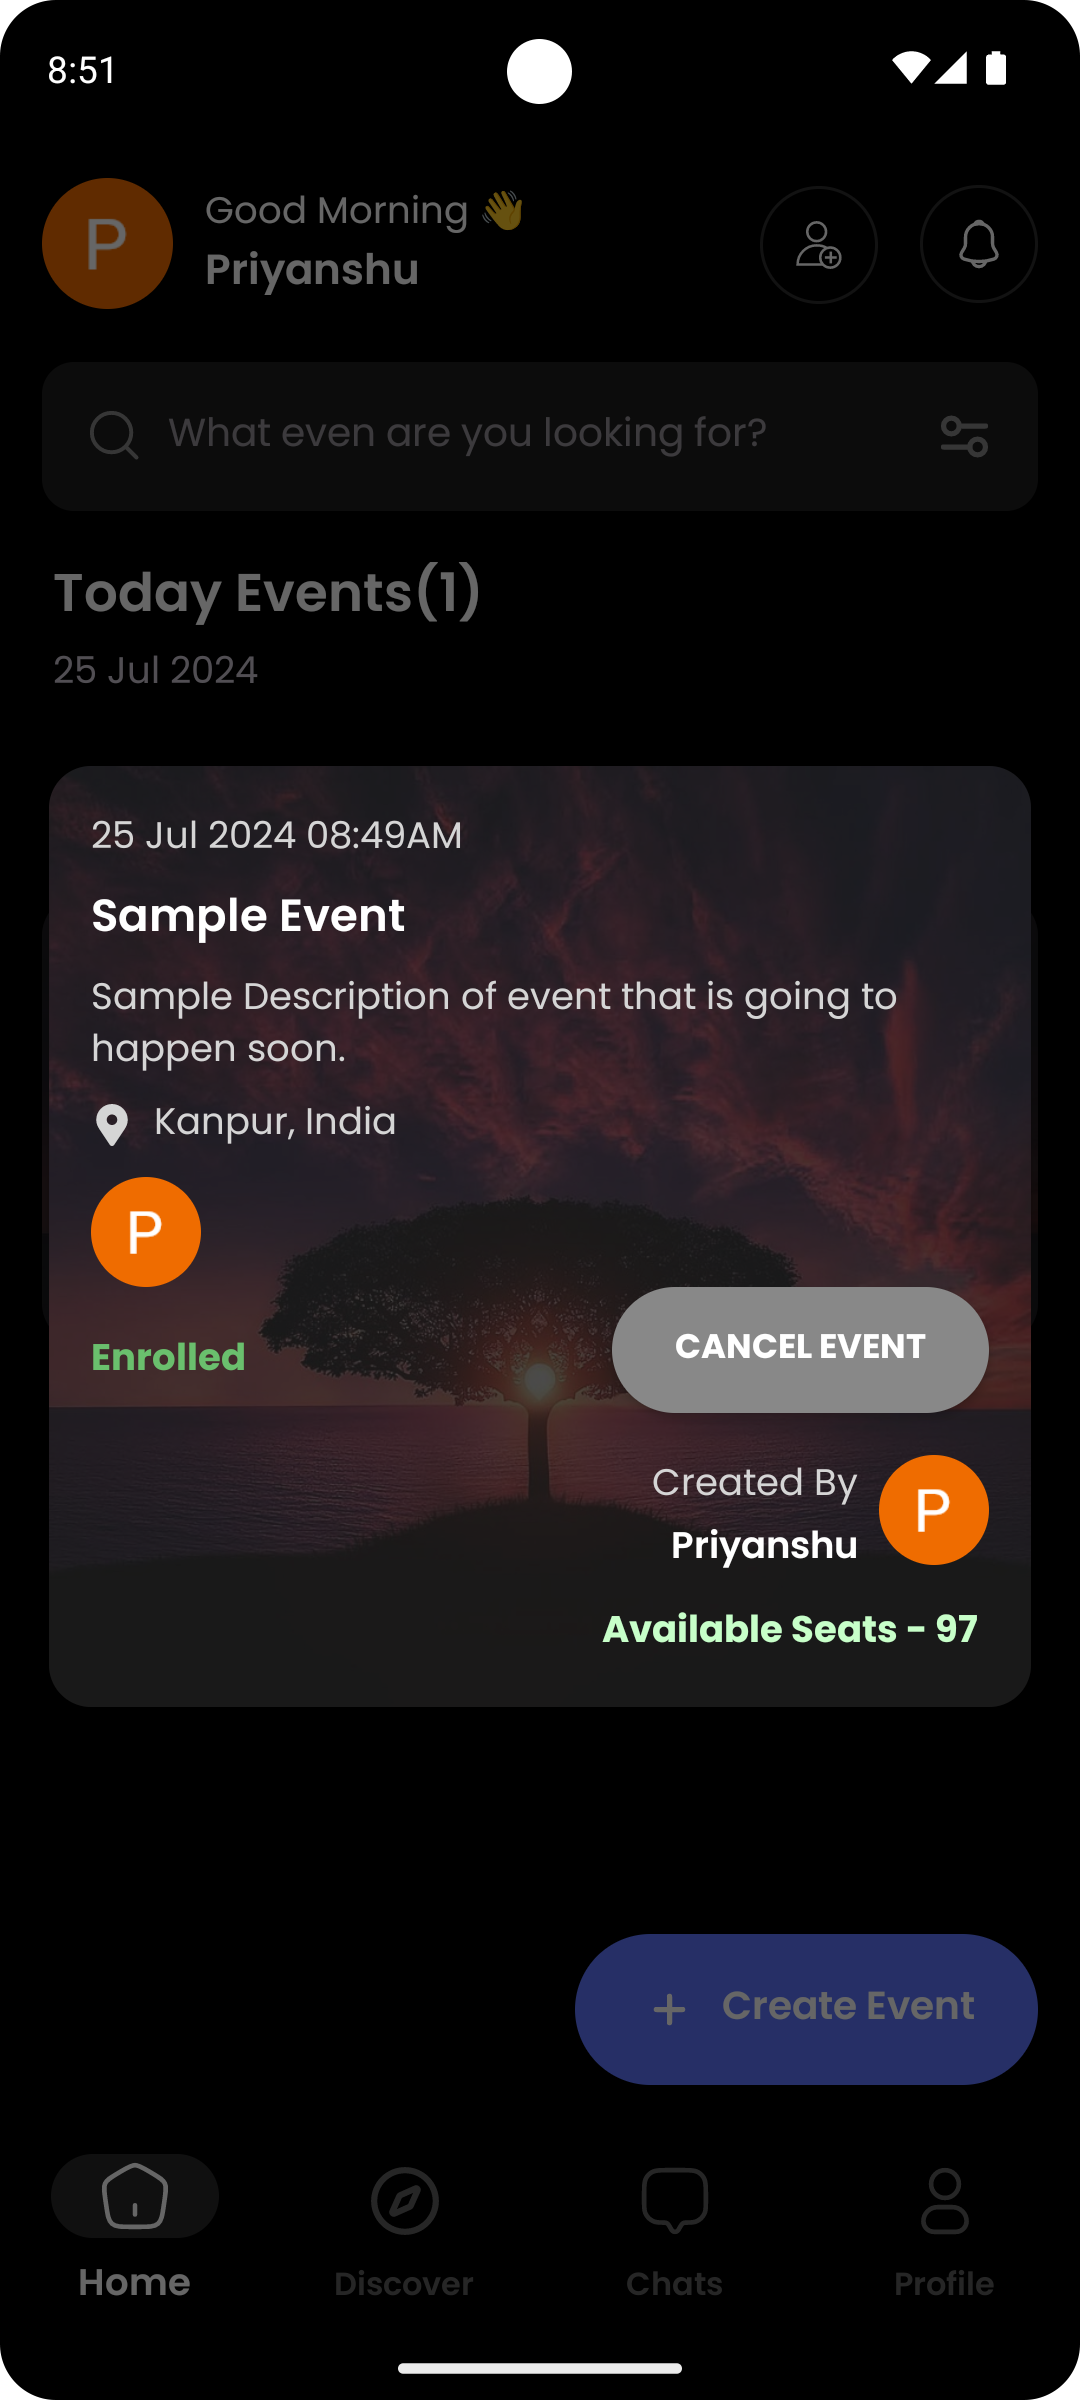 8:51
P
Good Morning 👋
Priyanshu
What even are you looking for?
Today Events(1)
25 Jul 2024
25 Jul 2024 08:49AM
Sample Event
Sample Description of event that is going to
happen soon.
Kanpur, India
P
Enrolled
CANCEL EVENT
Created By
Priyanshu
P
Available Seats - 97
+ Create Event
Home
Discover
Chats
Profile